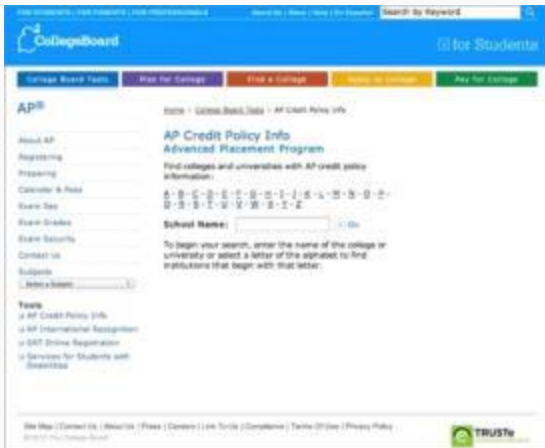 FOR STUDENTS | FOR PARENTS | FOR PROFESSIONALS
Search by Keyword
CollegeBoard
for Students
College Board Tests
Plan for College
Find a College
Apply to College
Pay for College
AP®
Home > College Board Tests > AP Credit Policy Info
AP Credit Policy Info
Advanced Placement Program
Find colleges and universities with AP credit policy
information:
A - B - C - D - E - F - G - H - I - J - K - L - M - N - O - P -
Q - R - S - T - U - V - W - X - Y - Z
School Name:
Go
To begin your search, enter the name of the college or
university or select a letter of the alphabet to find
institutions that begin with that letter.
About AP
Registering
Preparing
Calendar & Fees
Exam Day
Exam Grades
Exam Security
Contact Us
Subjects
Select a Subject
Tools
AP Credit Policy Info
AP International Recognition
SAT Online Registration
Services for Students with
Disabilities
Site Map | Contact Us | About Us | Press | Careers | Link To Us | Compliance | Terms Of Use | Privacy Policy
TRUSTe